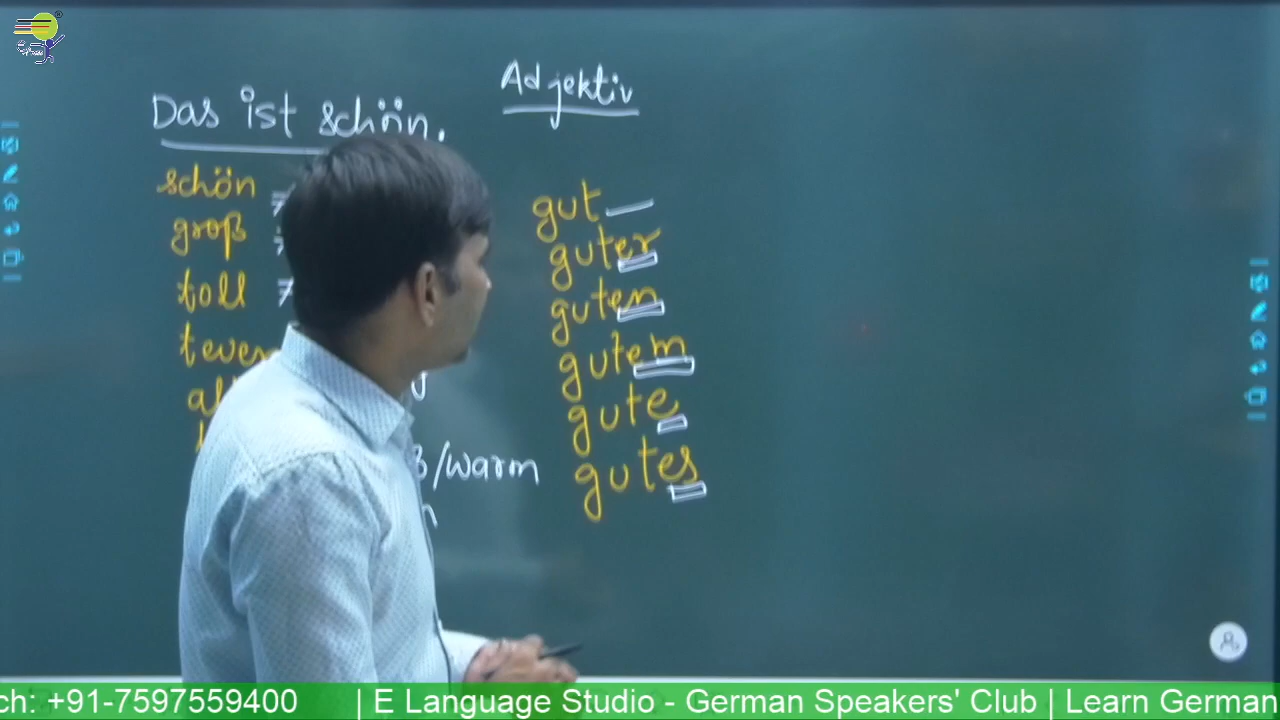 Adjektiv
Das ist schön.
schön
groß
toll
gut
guter
guten
gutem
gute
gutes
/warm
ch: +91-7597559400 | E Language Studio - German Speakers' Club | Learn German